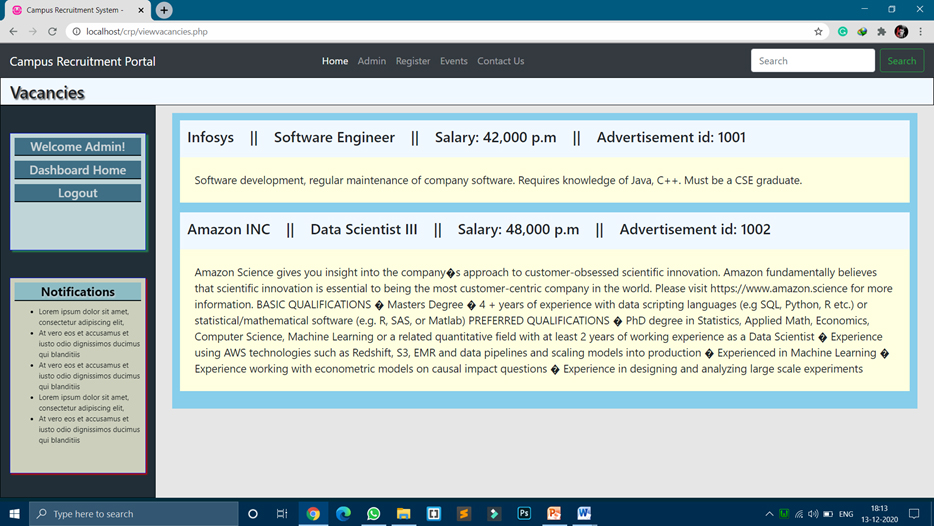 Campus Recruitment System -
localhost/crp/viewvacancies.php
Campus Recruitment Portal Home Admin Register Events Contact Us Search Search
Vacancies
Welcome Admin!
Dashboard Home
Logout
Notifications
Lorem ipsum dolor sit amet,
consectetur adipiscing elit,
At vero eos et accusamus et
iusto odio dignissimos ducimus
qui blanditiis
At vero eos et accusamus et
iusto odio dignissimos ducimus
qui blanditiis
Lorem ipsum dolor sit amet,
consectetur adipiscing elit,
At vero eos et accusamus et
iusto odio dignissimos ducimus
qui blanditiis
Infosys || Software Engineer || Salary: 42,000 p.m || Advertisement id: 1001
Software development, regular maintenance of company software. Requires knowledge of Java, C++. Must be a CSE graduate.
Amazon INC || Data Scientist III || Salary: 48,000 p.m || Advertisement id: 1002
Amazon Science gives you insight into the company�s approach to customer-obsessed scientific innovation. Amazon fundamentally believes
that scientific innovation is essential to being the most customer-centric company in the world. Please visit https://www.amazon.science for more
information. BASIC QUALIFICATIONS � Masters Degree � 4 + years of experience with data scripting languages (e.g SQL, Python, R etc.) or
statistical/mathematical software (e.g. R, SAS, or Matlab) PREFERRED QUALIFICATIONS � PhD degree in Statistics, Applied Math, Economics,
Computer Science, Machine Learning or a related quantitative field with at least 2 years of working experience as a Data Scientist � Experience
using AWS technologies such as Redshift, S3, EMR and data pipelines and scaling models into production � Experienced in Machine Learning �
Experience working with econometric models on causal impact questions � Experience in designing and analyzing large scale experiments
Type here to search
ENG
18:13
13-12-2020